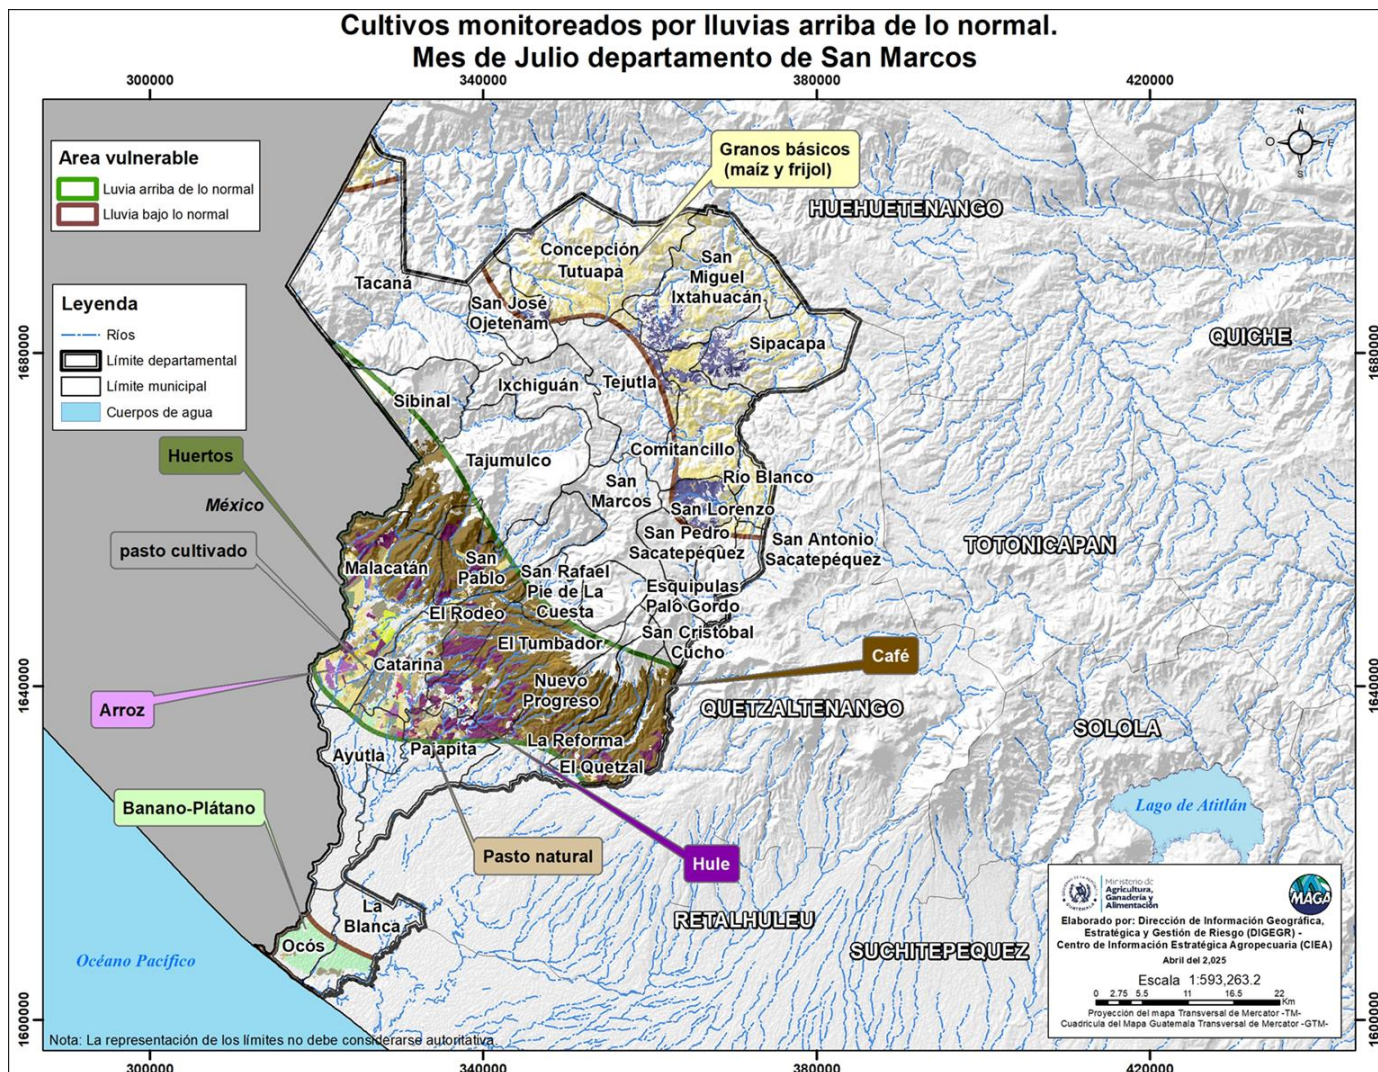 Cultivos monitoreados por lluvias arriba de lo normal.
Mes de Julio departamento de San Marcos
300000
340000
380000
420000
Area vulnerable
Luvia arriba de lo normal
Lluvia bajo lo normal
Leyenda
Ríos
Límite departamental
Límite municipal
Cuerpos de agua
Granos básicos
(maíz y frijol)
N
O
E
S
HUEHUETENANGO
Concepción
Tutuapa
San
Miguel
Ixtahuacán
Tacaná
San José
Ojetenam
Sipacapa
QUICHE
1680000
1680000
Ixchiguán
Tejutla
Sibinal
Huertos
Comitancillo
Tajumulco
Río Blanco
San
Marcos
México
San Lorenzo
San Pedro
Sacatepéquez
San Antonio
Sacatepéquez
TOTONICAPAN
pasto cultivado
Malacatán
San
Pablo
San Rafael
Pie de La
Cuesta
Esquipulas
Palo Gordo
El Rodeo
El Tumbador
San Cristóbal
Cucho
Café
Catarina
Nuevo
Progreso
1640000
1640000
Arroz
QUETZALTENANGO
SOLOLA
Ayutla
Pajapita
La Reforma
El Quetzal
Banano-Plátano
Lago de Atitlán
Pasto natural
Hule
La
Blanca
RETALHULEU
Ocós
SUCHITEPEQUEZ
Océano Pacífico
Ministerio de
Agricultura,
Ganadería y
Alimentación
MAGA
Elaborado por: Dirección de Información Geográfica,
Estratégica y Gestión de Riesgo (DIGEGR) -
Centro de Información Estratégica Agropecuaria (CIEA)
Abril del 2,025
Escala 1:593,263.2
0 2.75 5.5 11 16.5 22
Km
Proyección del mapa Transversal de Mercator -TM-
Cuadricula del Mapa Guatemala Transversal de Mercator -GTM-
1600000
1600000
Nota: La representación de los límites no debe considerarse autoritativa
300000
340000
380000
420000